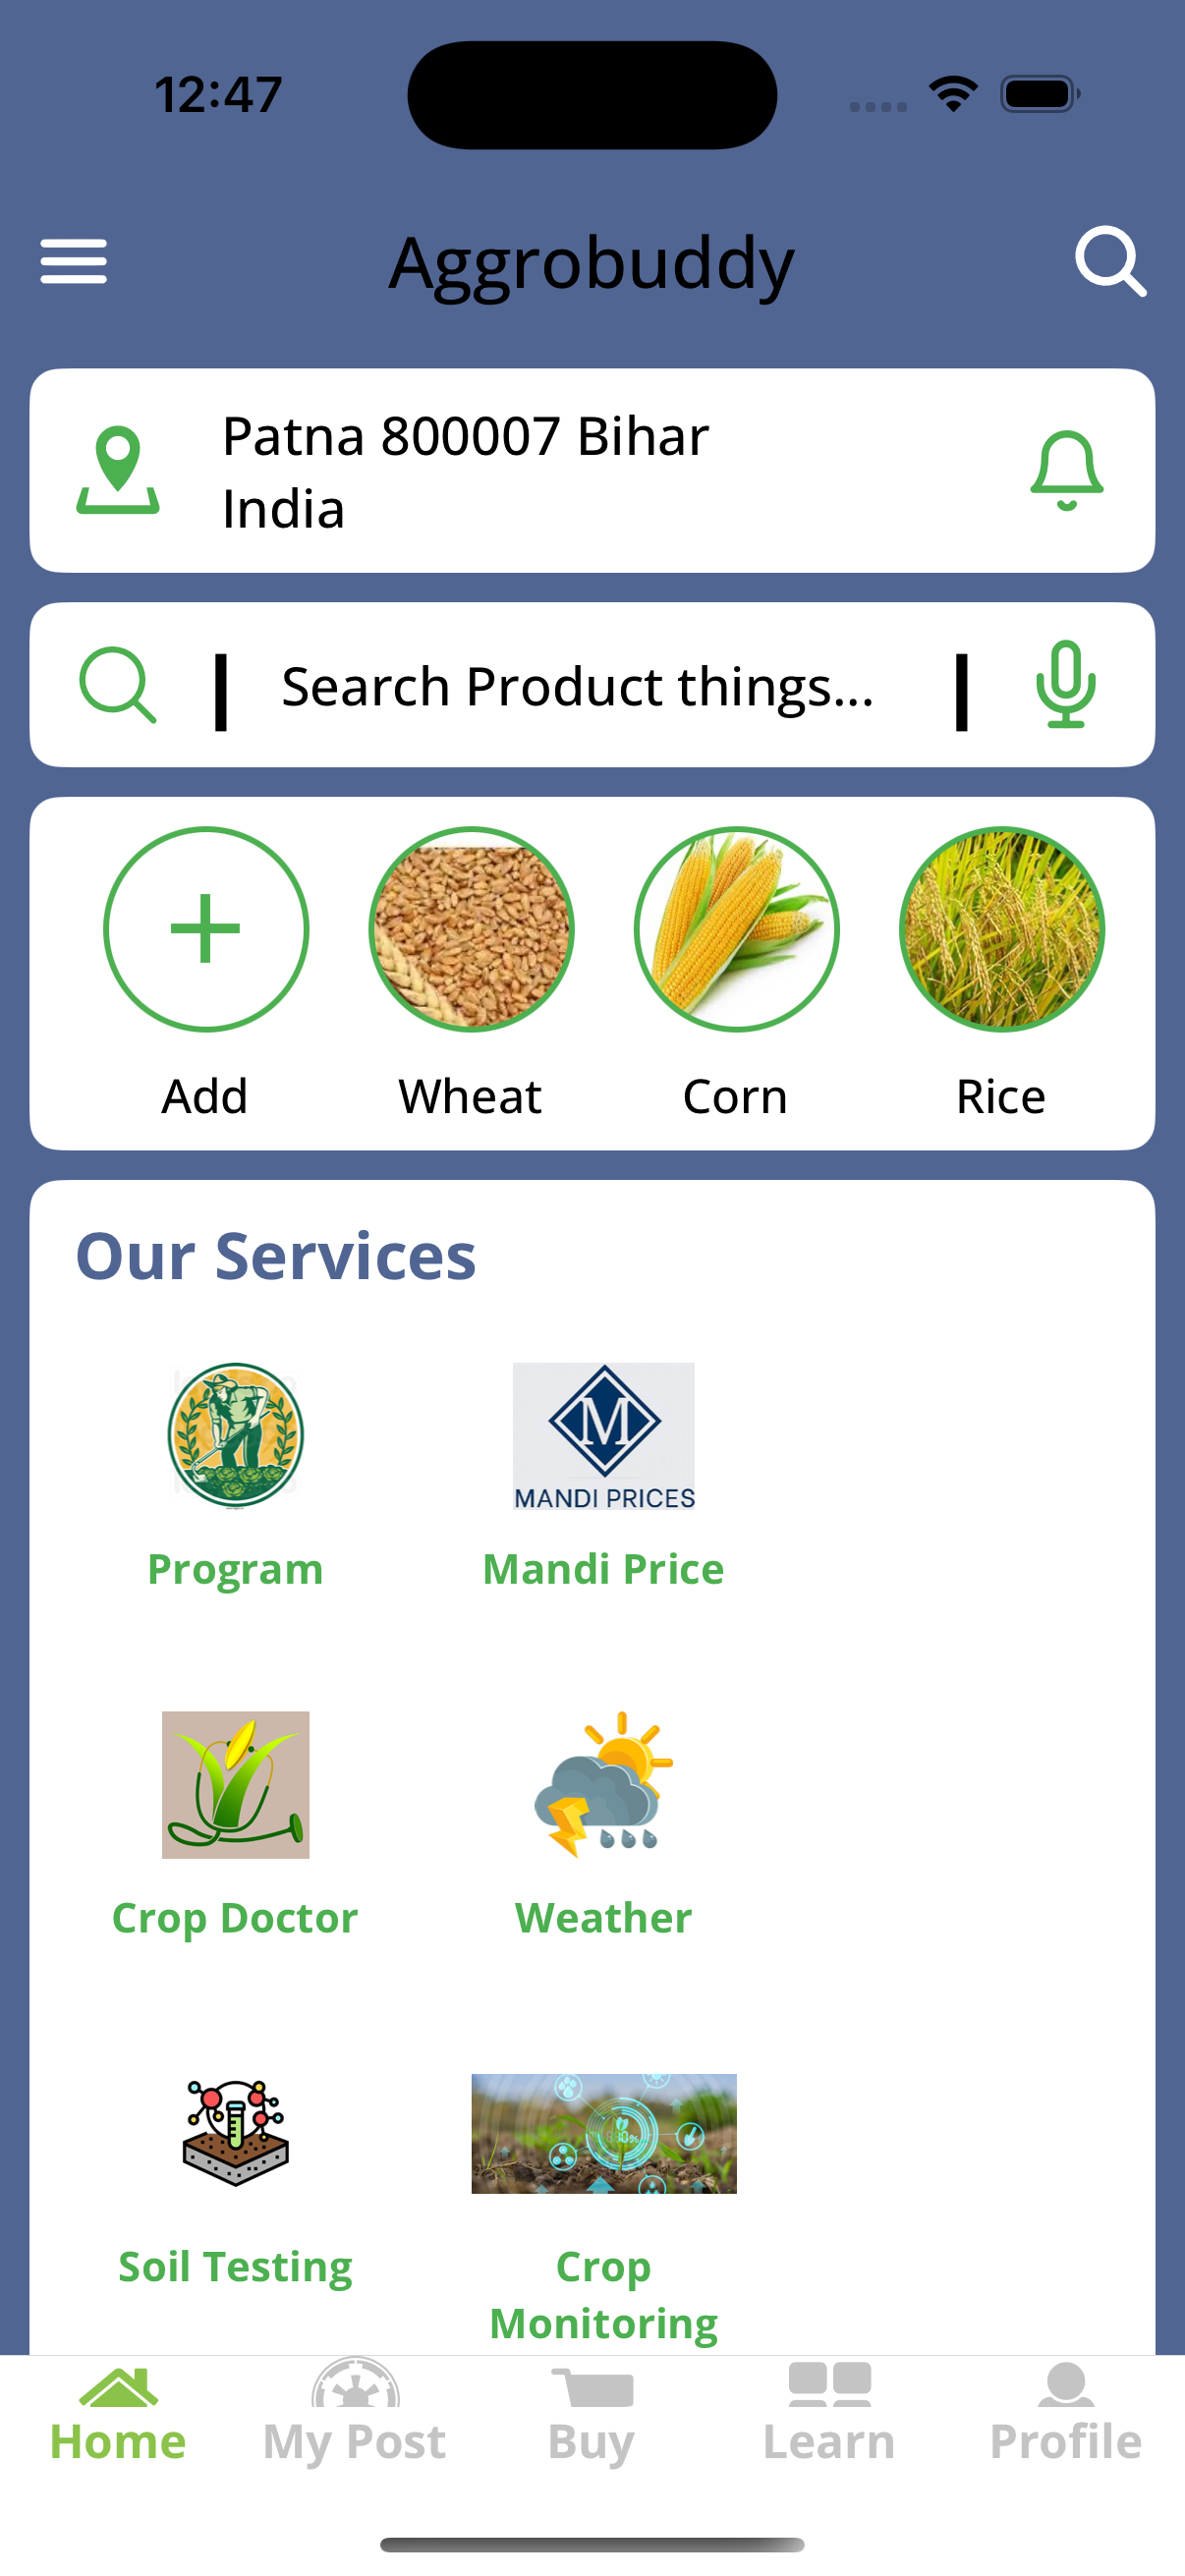 12:47
Aggrobuddy
Patna 800007 Bihar
India
Search Product things...
Add Wheat Corn Rice
Our Services
MANDI PRICES
Program Mandi Price
Crop Doctor Weather
Soil Testing Crop
Monitoring
Home My Post Buy Learn Profile